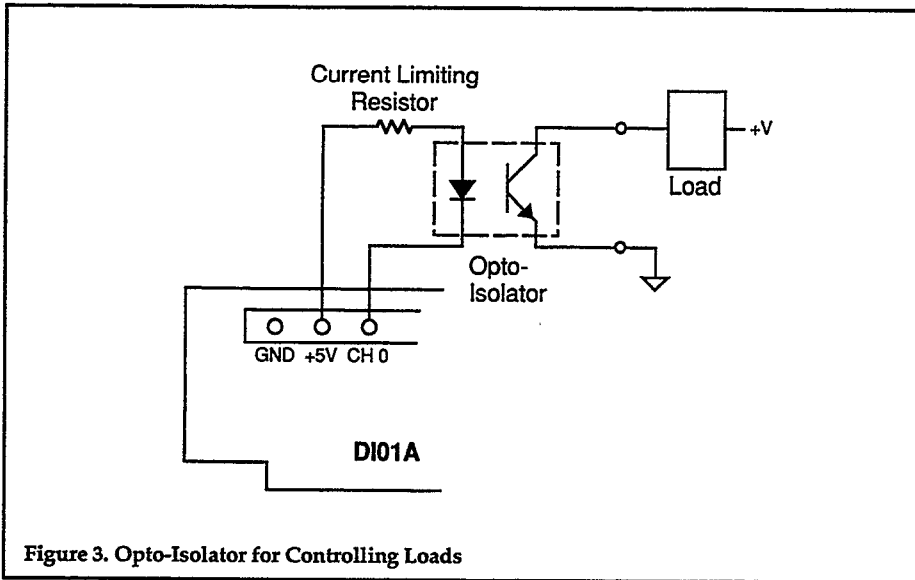 Current Limiting
Resistor
+V
Load
Opto-
Isolator
GND +5V CH 0
DI01A
Figure 3. Opto-Isolator for Controlling Loads